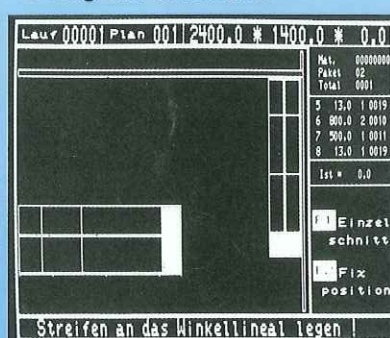 Lauf 00001 Plan 001 2400.0 * 1400.0 * 0.0
Mat. 00000000
Paket 02
Total 0001
5 13.0 1 0019
6 800.0 2 0010
7 500.0 1 0011
8 13.0 1 0019
Ist = 0.0
F1 Einzel
schnitt
Fix
position
Streifen an das Winkellineal legen !